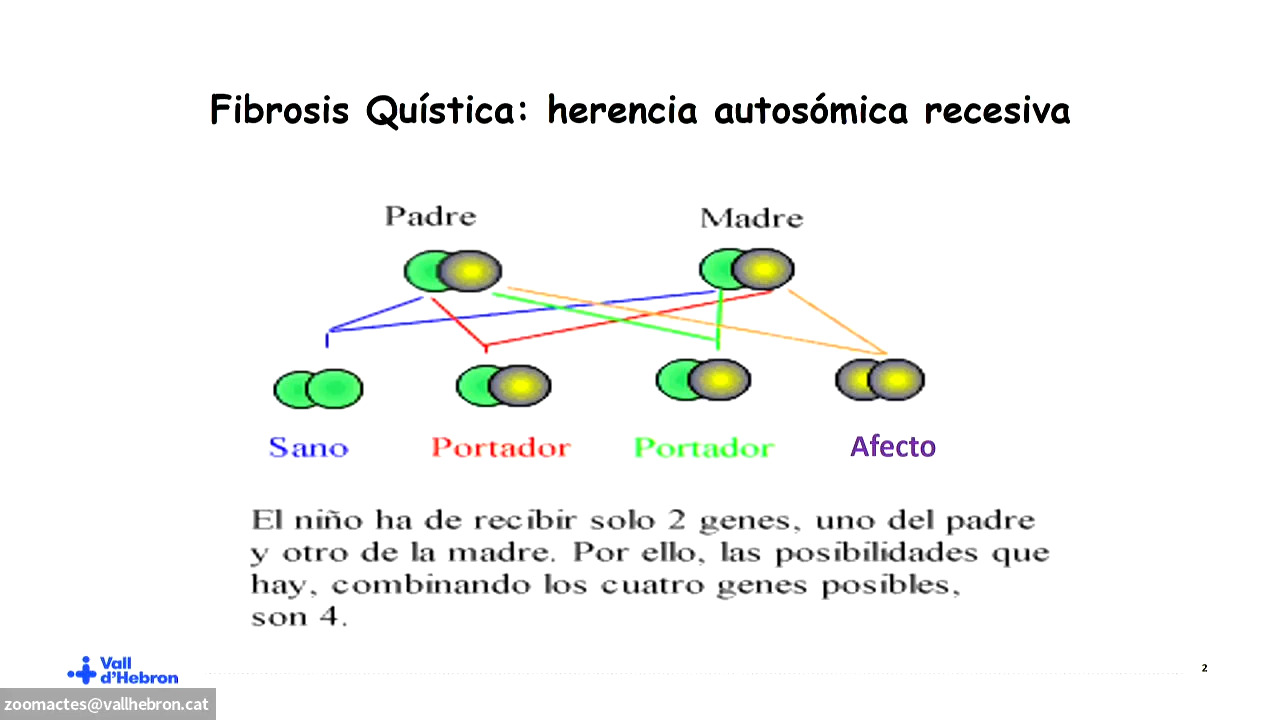 Fibrosis Quística: herencia autosómica recesiva
Padre
Madre
Sano
Portador
Portador
Afecto
El niño ha de recibir solo 2 genes, uno del padre
y otro de la madre. Por ello, las posibilidades que
hay, combinando los cuatro genes posibles,
son 4.
Vall
d'Hebron
2
zoomactes@vallhebron.cat